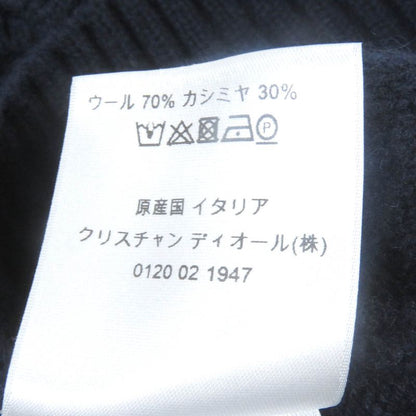 ウール 70% カシミヤ 30%
P
原産国 イタリア
クリスチャン ディオール(株)
0120 02 1947